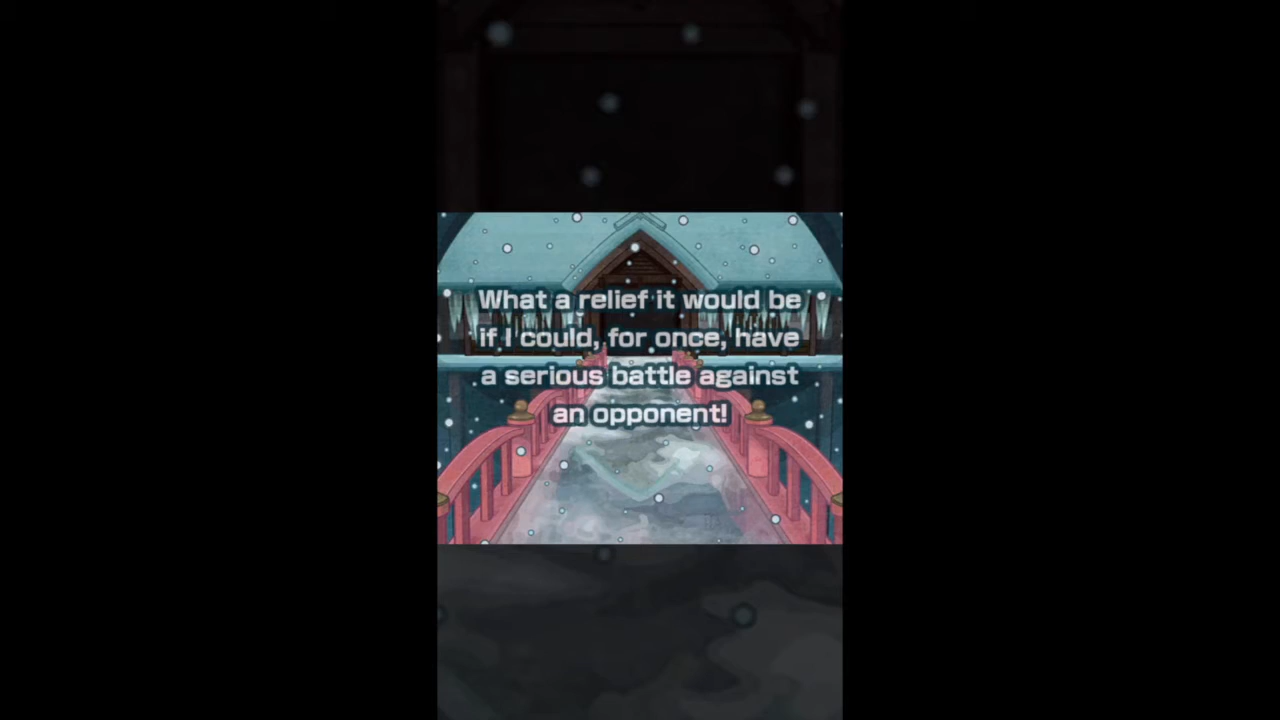 What a relief it would be
if I could, for once, have
a serious battle against
an opponent!